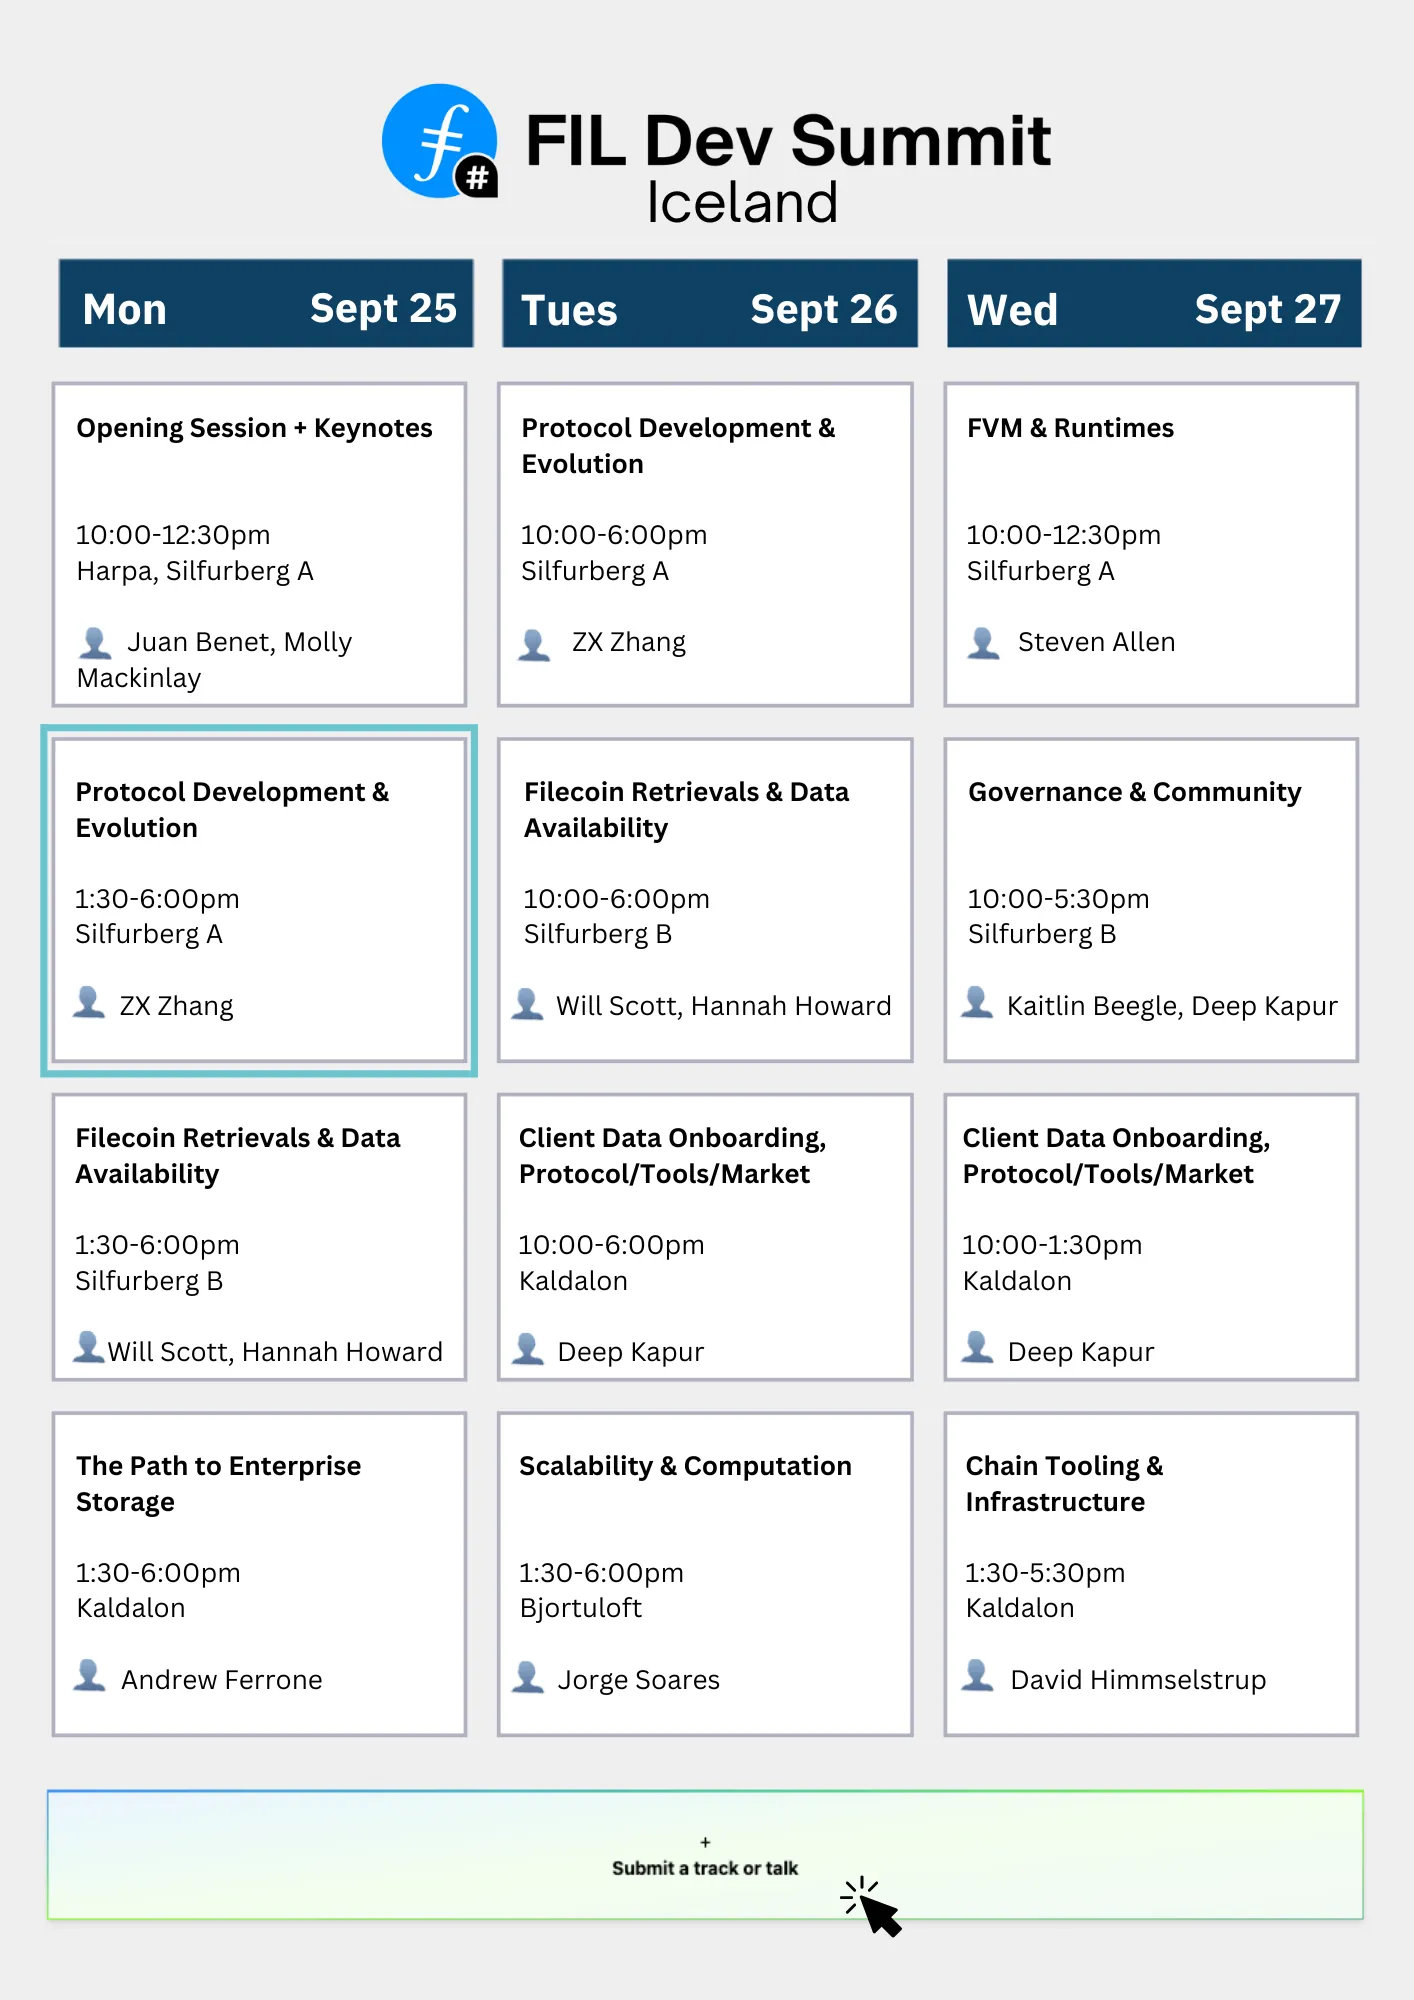 FIL Dev Summit
Iceland
Mon Sept 25
Tues Sept 26
Wed Sept 27
Opening Session + Keynotes
10:00-12:30pm
Harpa, Silfurberg A
Juan Benet, Molly
Mackinlay
Protocol Development &
Evolution
10:00-6:00pm
Silfurberg A
ZX Zhang
FVM & Runtimes
10:00-12:30pm
Silfurberg A
Steven Allen
Protocol Development &
Evolution
1:30-6:00pm
Silfurberg A
ZX Zhang
Filecoin Retrievals & Data
Availability
10:00-6:00pm
Silfurberg B
Will Scott, Hannah Howard
Governance & Community
10:00-5:30pm
Silfurberg B
Kaitlin Beegle, Deep Kapur
Filecoin Retrievals & Data
Availability
1:30-6:00pm
Silfurberg B
Will Scott, Hannah Howard
Client Data Onboarding,
Protocol/Tools/Market
10:00-6:00pm
Kaldalon
Deep Kapur
Client Data Onboarding,
Protocol/Tools/Market
10:00-1:30pm
Kaldalon
Deep Kapur
The Path to Enterprise
Storage
1:30-6:00pm
Kaldalon
Andrew Ferrone
Scalability & Computation
1:30-6:00pm
Bjortuloft
Jorge Soares
Chain Tooling &
Infrastructure
1:30-5:30pm
Kaldalon
David Himmselstrup
+
Submit a track or talk